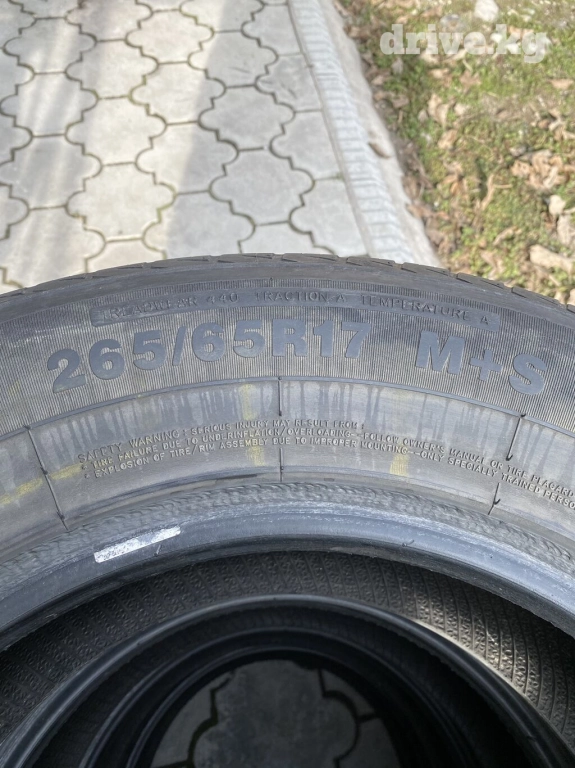 drive.kg
TREADWEAR 440 TRACTION A TEMPERATURE A
265/65R17 M+S
SAFETY WARNING • SERIOUS INJURY MAY RESULT FROM:
• TIRE FAILURE DUE TO UNDERINFLATION/OVERLOADING--FOLLOW OWNER'S MANUAL OR TIRE PLACARD
• EXPLOSION OF TIRE/RIM ASSEMBLY DUE TO IMPROPER MOUNTING--ONLY SPECIALLY TRAINED PERSO